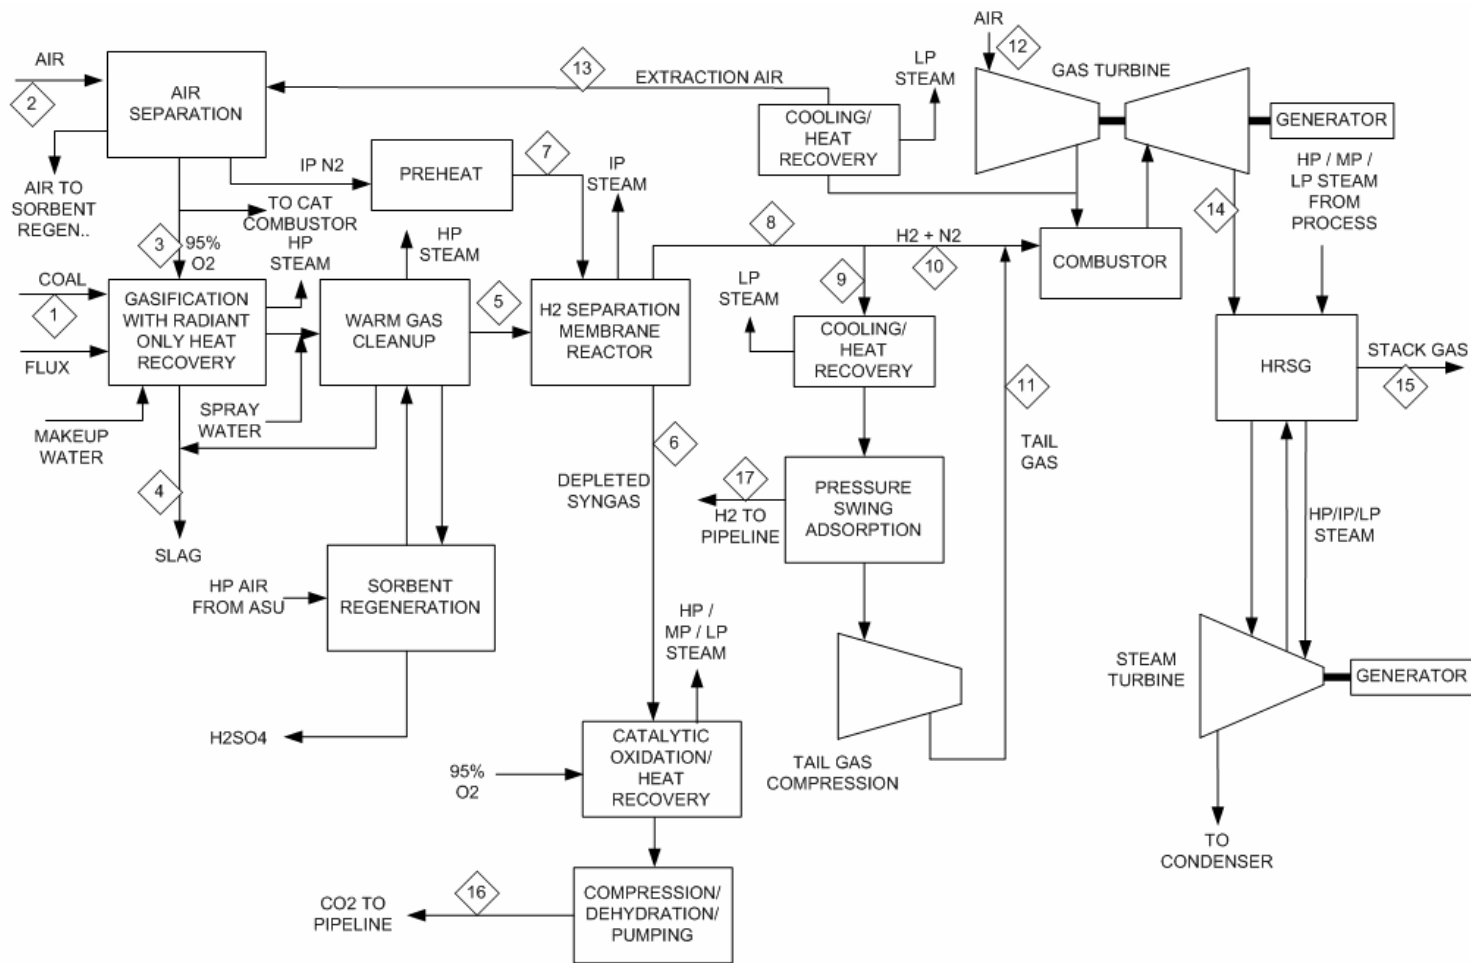 AIR
12
LP
STEAM
GAS TURBINE
AIR
2
13
EXTRACTION AIR
AIR
SEPARATION
COOLING/
HEAT
RECOVERY
GENERATOR
IP N2
PREHEAT
7
IP
STEAM
HP / MP /
LP STEAM
FROM
PROCESS
AIR TO
SORBENT
REGEN..
TO CAT
COMBUSTOR
14
3
95%
O2
HP
STEAM
HP
STEAM
8
H2 + N2
10
COMBUSTOR
COAL
1
GASIFICATION
WITH RADIANT
ONLY HEAT
RECOVERY
WARM GAS
CLEANUP
5
H2 SEPARATION
MEMBRANE
REACTOR
LP
STEAM
9
COOLING/
HEAT
RECOVERY
FLUX
HRSG
STACK GAS
15
11
MAKEUP
WATER
SPRAY
WATER
6
TAIL
GAS
4
DEPLETED
SYNGAS
17
H2 TO
PIPELINE
PRESSURE
SWING
ADSORPTION
HP/IP/LP
STEAM
SLAG
HP AIR
FROM ASU
SORBENT
REGENERATION
HP /
MP / LP
STEAM
STEAM
TURBINE
GENERATOR
H2SO4
95%
O2
CATALYTIC
OXIDATION/
HEAT
RECOVERY
TAIL GAS
COMPRESSION
TO
CONDENSER
CO2 TO
PIPELINE
16
COMPRESSION/
DEHYDRATION/
PUMPING